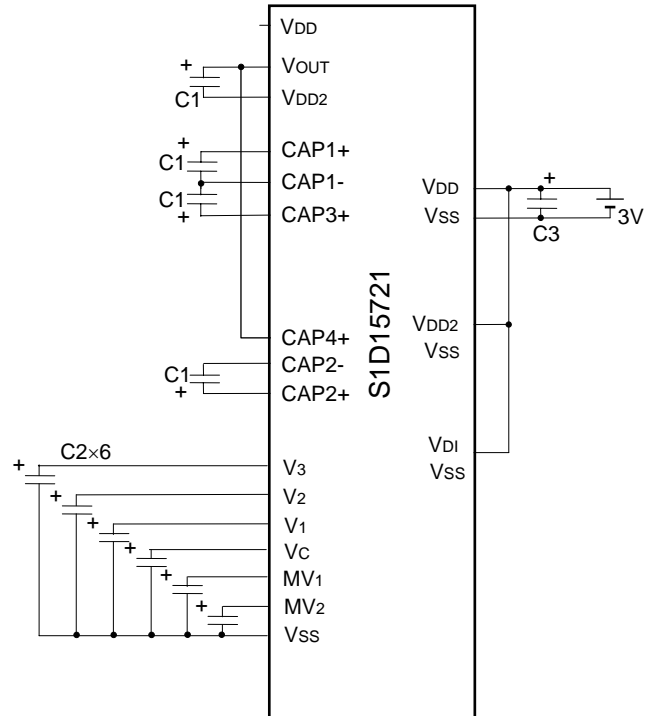 VDD
+
VOUT
C1
VDD2
+
CAP1+
C1
CAP1-
C1
CAP3+
+
CAP4+
CAP2-
C1
CAP2+
+
C2×6
+
V3
+
V2
+
V1
+
VC
+
MV1
+
MV2
VSS
S1D15721
VDD
+
VSS
C3
3V
VDD2
VSS
VDI
VSS